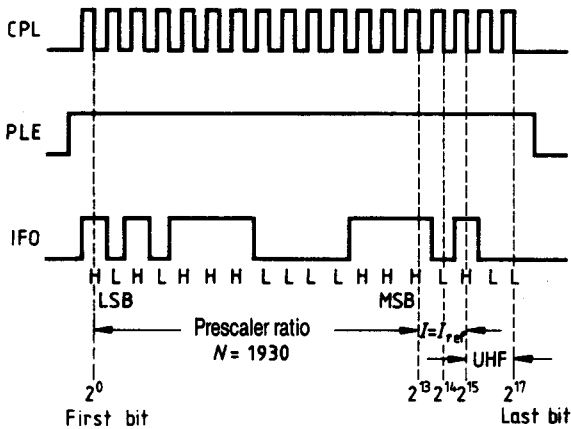 CPL
PLE
IFO
H L H L H H H L L L L H H H L H L L
LSB MSB
Prescaler ratio I=Iref
N = 1930 UHF
2^0 2^13 2^14 2^15 2^17
First bit Last bit